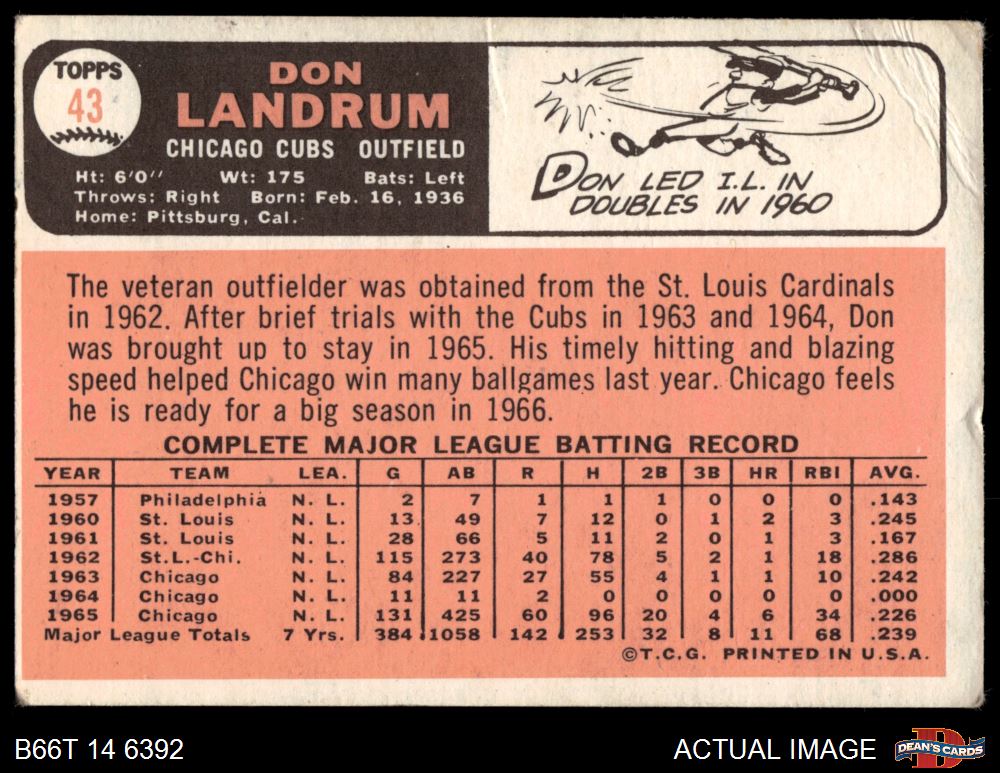 TOPPS
43
DON
LANDRUM
CHICAGO CUBS OUTFIELD
Ht: 6'0" Wt: 175 Bats: Left
Throws: Right Born: Feb. 16, 1936
Home: Pittsburg, Cal.
DON LED I.L. IN
DOUBLES IN 1960
The veteran outfielder was obtained from the St. Louis Cardinals
in 1962. After brief trials with the Cubs in 1963 and 1964, Don
was brought up to stay in 1965. His timely hitting and blazing
speed helped Chicago win many ballgames last year. Chicago feels
he is ready for a big season in 1966.
COMPLETE MAJOR LEAGUE BATTING RECORD
YEAR TEAM LEA. G AB R H 2B 3B HR RBI AVG.
1957 Philadelphia N. L. 2 7 1 1 1 0 0 0 .143
1960 St. Louis N. L. 13 49 7 12 0 1 2 3 .245
1961 St. Louis N. L. 28 66 5 11 2 0 1 3 .167
1962 St.L.-Chi. N. L. 115 273 40 78 5 2 1 18 .286
1963 Chicago N. L. 84 227 27 55 4 1 1 10 .242
1964 Chicago N. L. 11 11 2 0 0 0 0 0 .000
1965 Chicago N. L. 131 425 60 96 20 4 6 34 .226
Major League Totals 7 Yrs. 384 1058 142 253 32 8 11 68 .239
©T.C.G. PRINTED IN U.S.A.
B66T 14 6392
ACTUAL IMAGE
DEAN'S CARDS